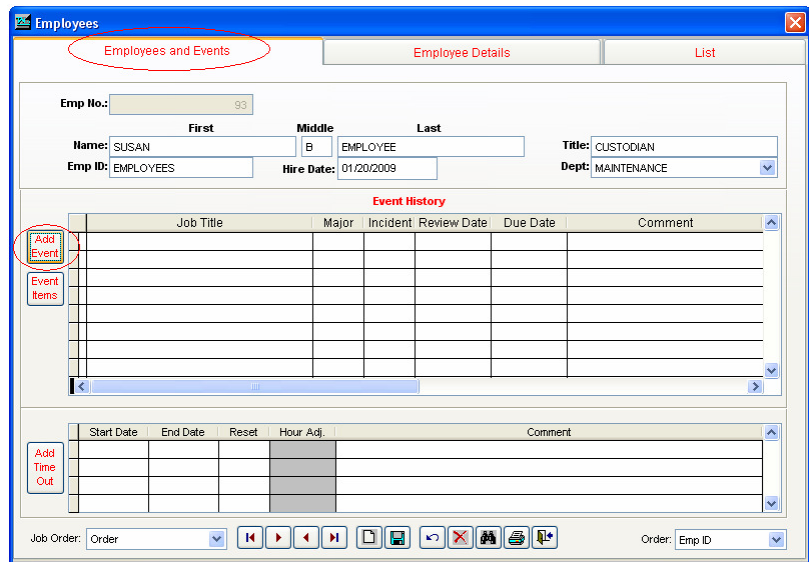 Employees
Employees and Events Employee Details List
Emp No.: 93
First Middle Last
Name: SUSAN B EMPLOYEE Title: CUSTODIAN
Emp ID: EMPLOYEES Hire Date: 01/20/2009 Dept: MAINTENANCE
Event History
Job Title Major Incident Review Date Due Date Comment
Add
Event
Event
Items
Start Date End Date Reset Hour Adj. Comment
Add
Time
Out
Job Order: Order Order: Emp ID